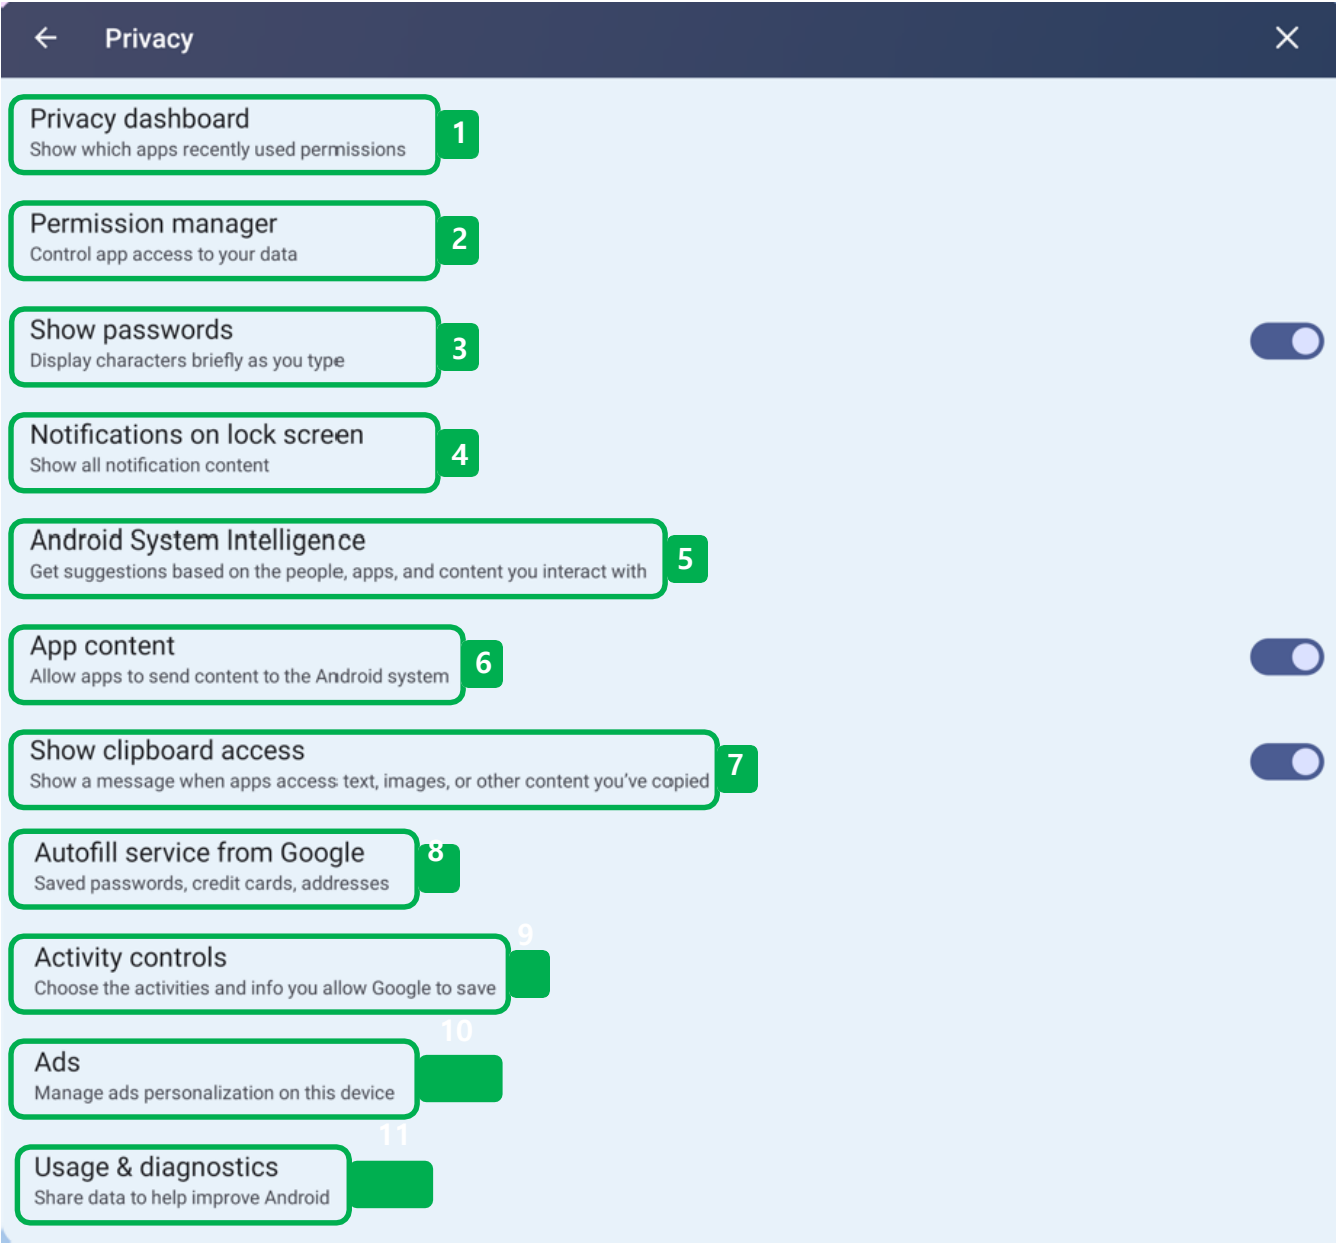 Privacy
Privacy dashboard
Show which apps recently used permissions
1
Permission manager
Control app access to your data
2
Show passwords
Display characters briefly as you type
3
Notifications on lock screen
Show all notification content
4
Android System Intelligence
Get suggestions based on the people, apps, and content you interact with
5
App content
Allow apps to send content to the Android system
6
Show clipboard access
Show a message when apps access text, images, or other content you've copied
7
Autofill service from Google
Saved passwords, credit cards, addresses
8
Activity controls
Choose the activities and info you allow Google to save
9
Ads
Manage ads personalization on this device
10
Usage & diagnostics
Share data to help improve Android
11